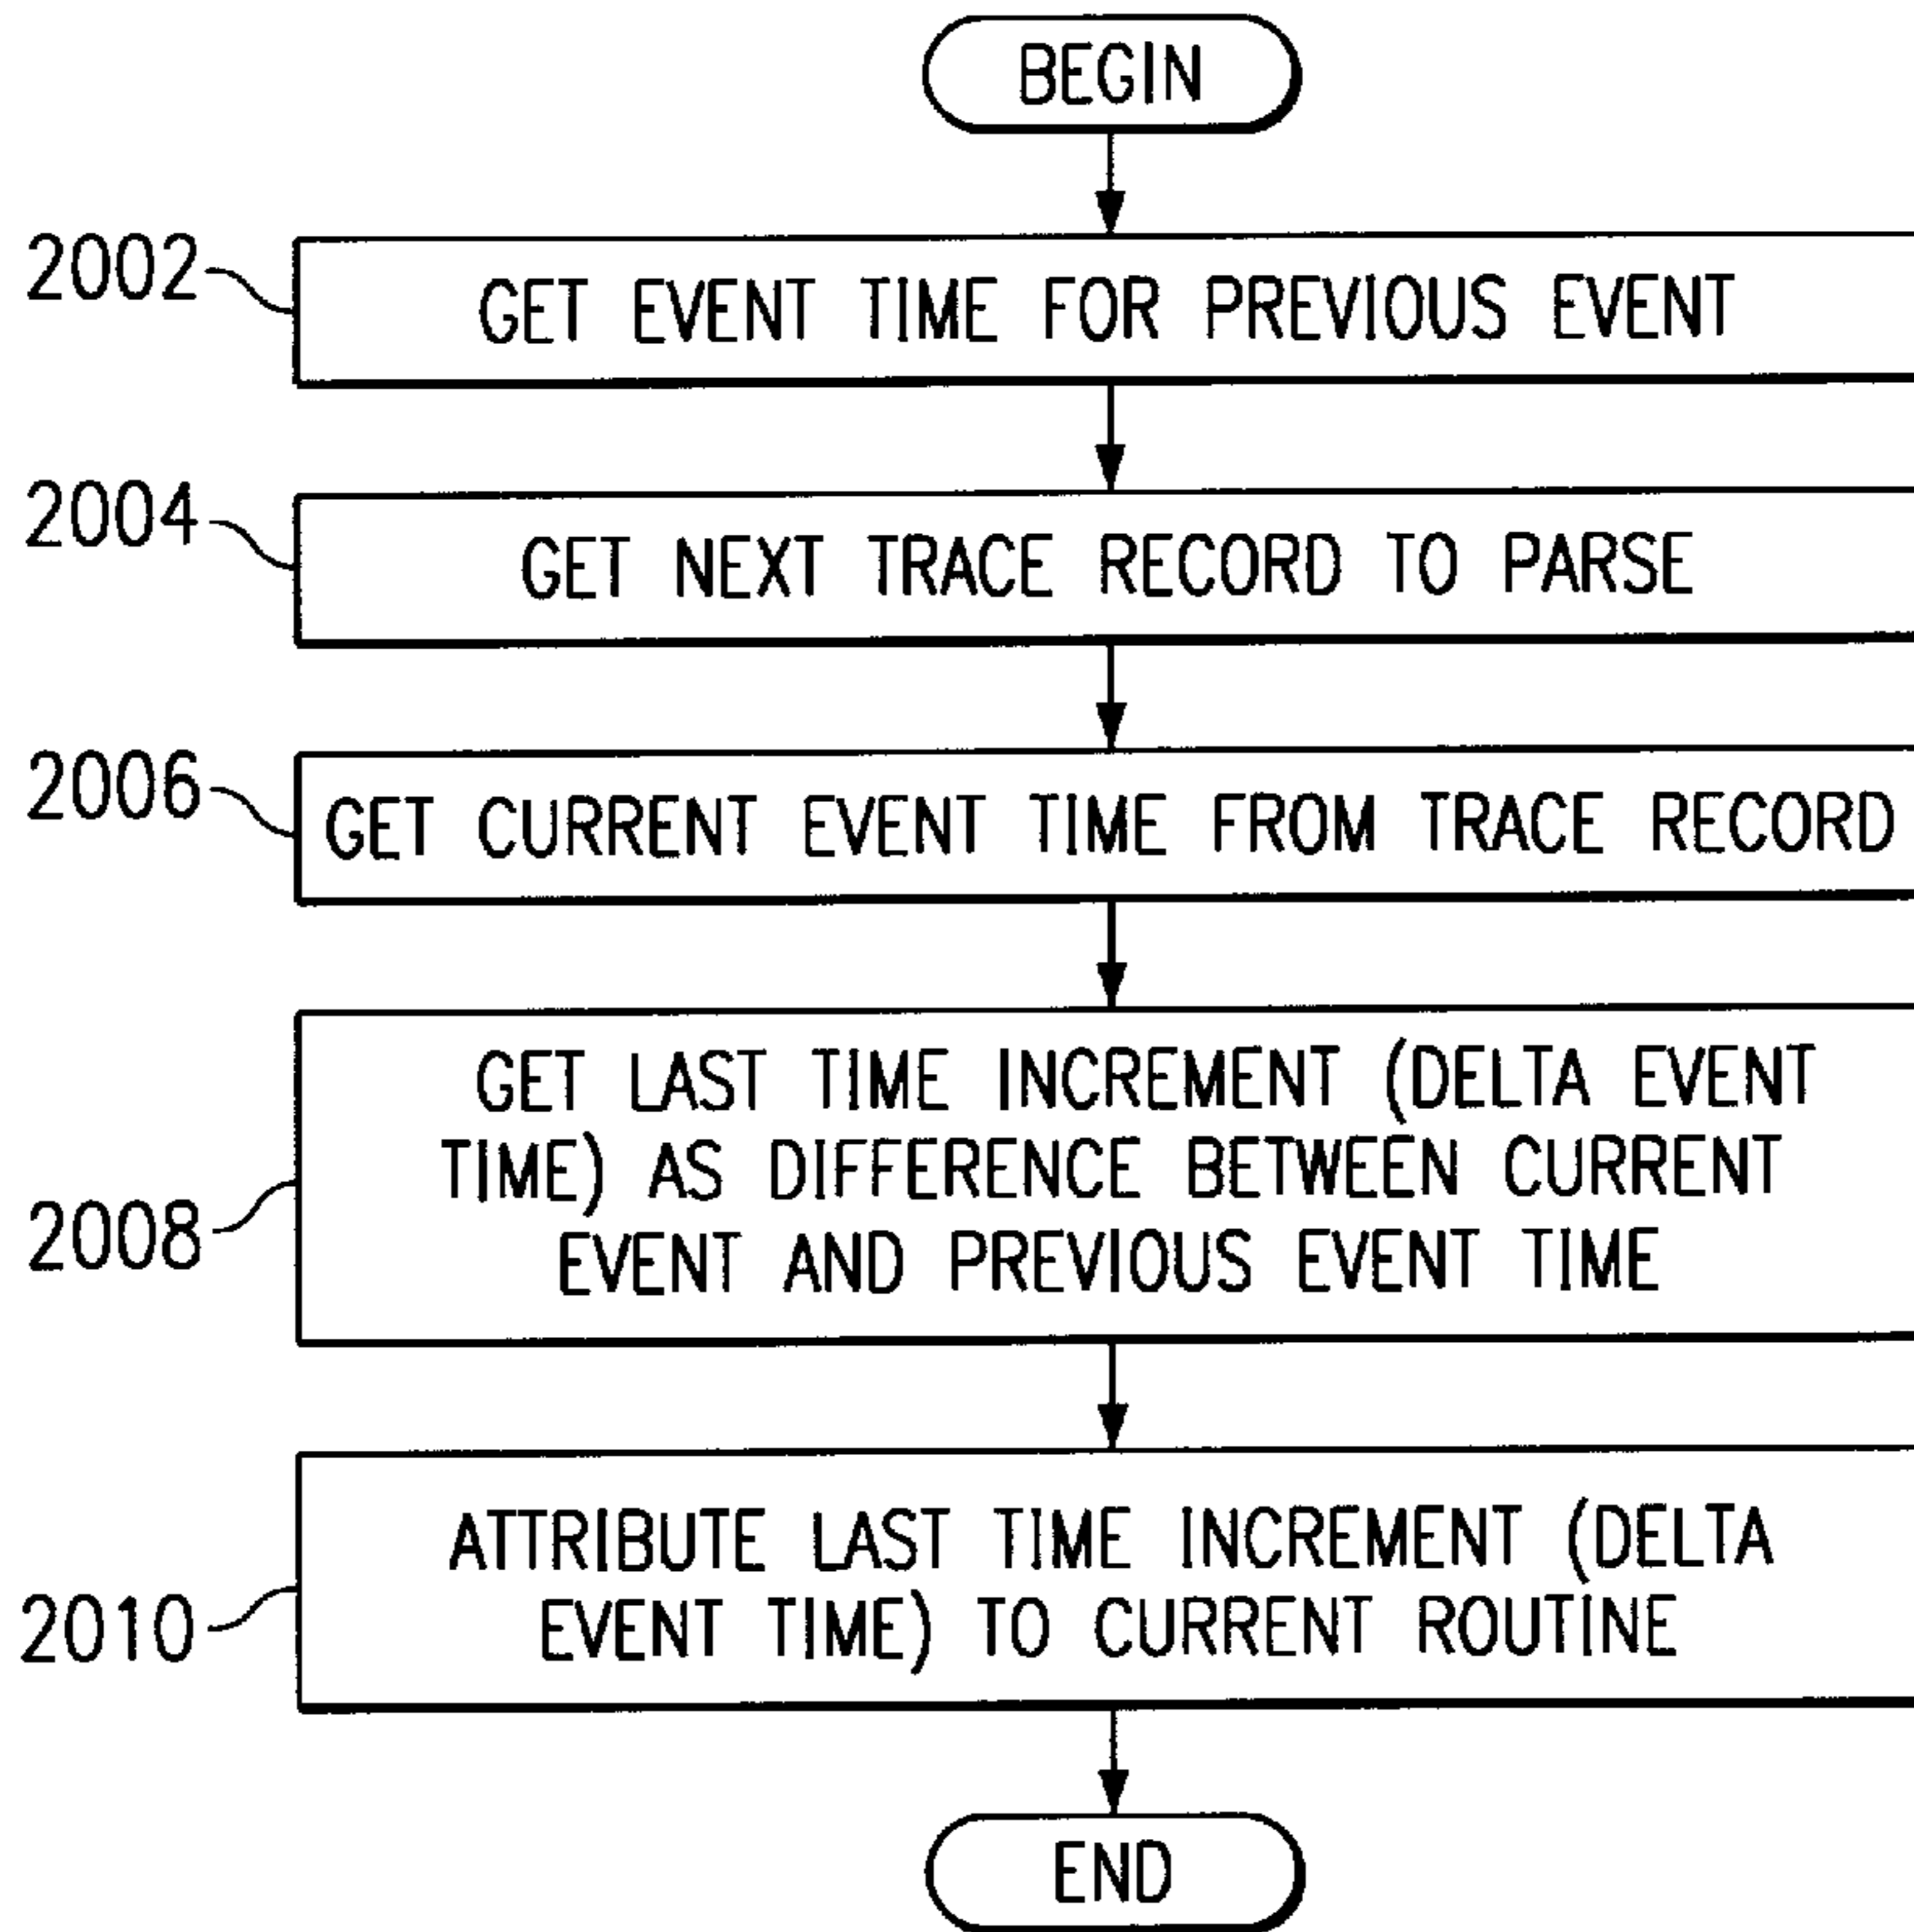 BEGIN
2002
GET EVENT TIME FOR PREVIOUS EVENT
2004
GET NEXT TRACE RECORD TO PARSE
2006
GET CURRENT EVENT TIME FROM TRACE RECORD
2008
GET LAST TIME INCREMENT (DELTA EVENT
TIME) AS DIFFERENCE BETWEEN CURRENT
EVENT AND PREVIOUS EVENT TIME
2010
ATTRIBUTE LAST TIME INCREMENT (DELTA
EVENT TIME) TO CURRENT ROUTINE
END